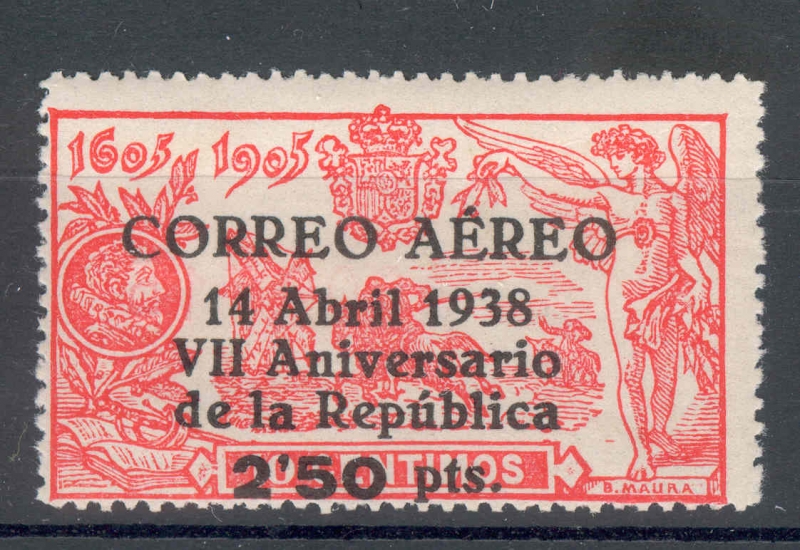 1605 1905
CORREO AÉREO
14 Abril 1938
VII Aniversario
de la República
2'50 pts.
B. MAURA